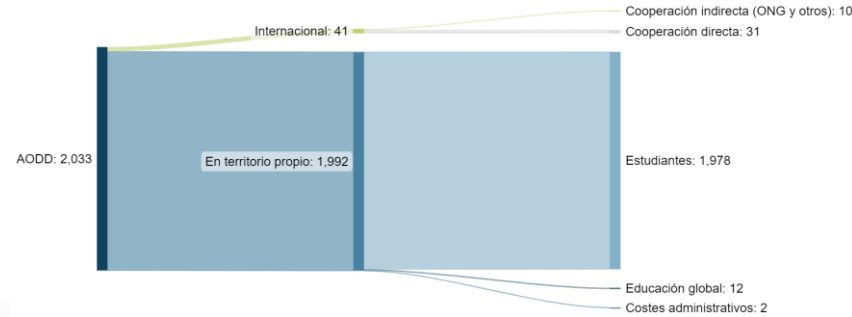 Cooperación indirecta (ONG y otros): 10
Internacional: 41
Cooperación directa: 31
AODD: 2,033
En territorio propio: 1,992
Estudiantes: 1,978
Educación global: 12
Costes administrativos: 2